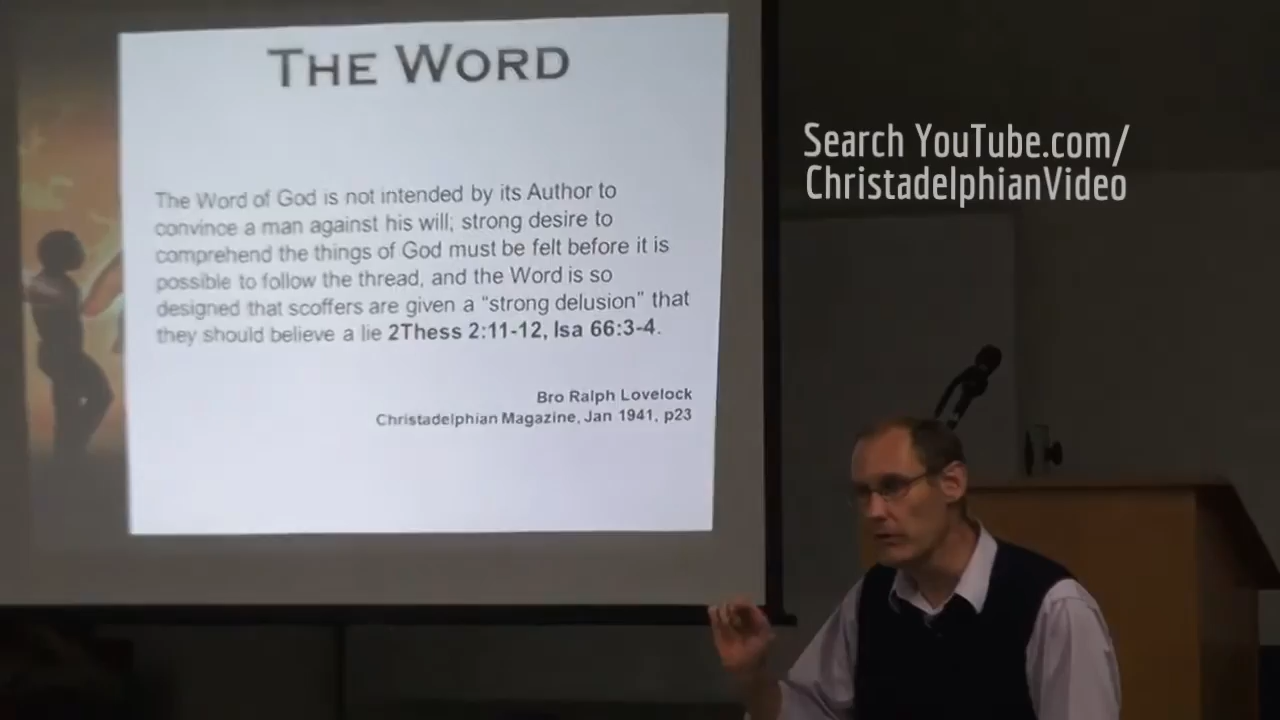 THE WORD
The Word of God is not intended by its Author to
convince a man against his will; strong desire to
comprehend the things of God must be felt before it is
possible to follow the thread, and the Word is so
designed that scoffers are given a “strong delusion” that
they should believe a lie 2Thess 2:11-12, Isa 66:3-4.
Bro Ralph Lovelock
Christadelphian Magazine, Jan 1941, p23
Search YouTube.com/
ChristadelphianVideo